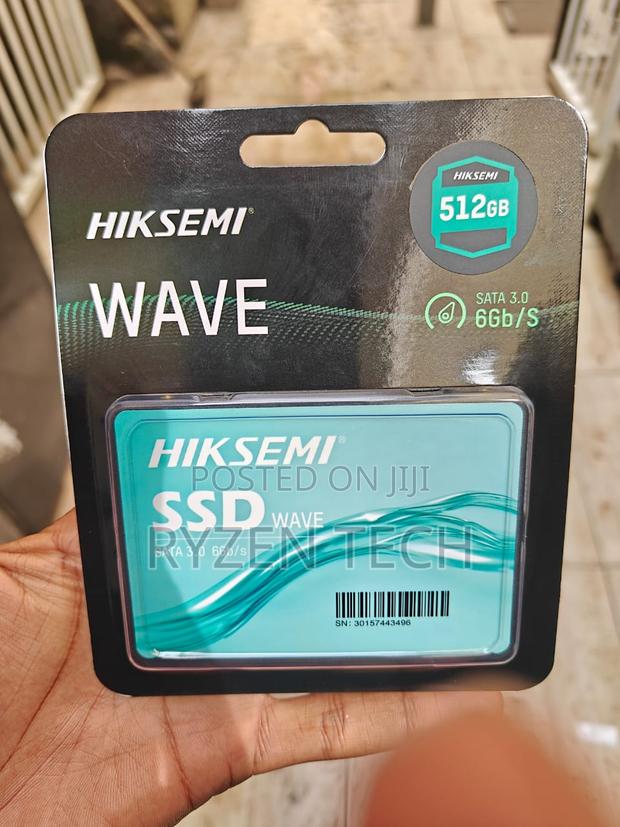 HIKSEMI®
WAVE
HIKSEMI
512GB
SATA 3.0
6Gb/S
HIKSEMI®
POSTED ON JIJI
SSD WAVE
RYZEN TECH
SATA 3.0 6Gb/s
SN: 30157443496